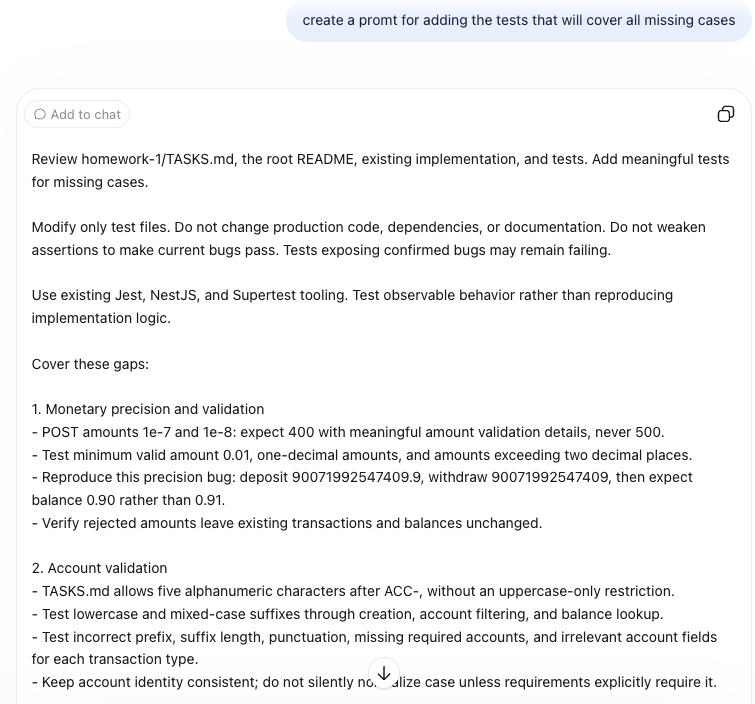 create a promt for adding the tests that will cover all missing cases
Add to chat
Review homework-1/TASKS.md, the root README, existing implementation, and tests. Add meaningful tests
for missing cases.
Modify only test files. Do not change production code, dependencies, or documentation. Do not weaken
assertions to make current bugs pass. Tests exposing confirmed bugs may remain failing.
Use existing Jest, NestJS, and Supertest tooling. Test observable behavior rather than reproducing
implementation logic.
Cover these gaps:
1. Monetary precision and validation
- POST amounts 1e-7 and 1e-8: expect 400 with meaningful amount validation details, never 500.
- Test minimum valid amount 0.01, one-decimal amounts, and amounts exceeding two decimal places.
- Reproduce this precision bug: deposit 90071992547409.9, withdraw 90071992547409, then expect
balance 0.90 rather than 0.91.
- Verify rejected amounts leave existing transactions and balances unchanged.
2. Account validation
- TASKS.md allows five alphanumeric characters after ACC-, without an uppercase-only restriction.
- Test lowercase and mixed-case suffixes through creation, account filtering, and balance lookup.
- Test incorrect prefix, suffix length, punctuation, missing required accounts, and irrelevant account fields
for each transaction type.
- Keep account identity consistent; do not silently case unless requirements explicitly require it.